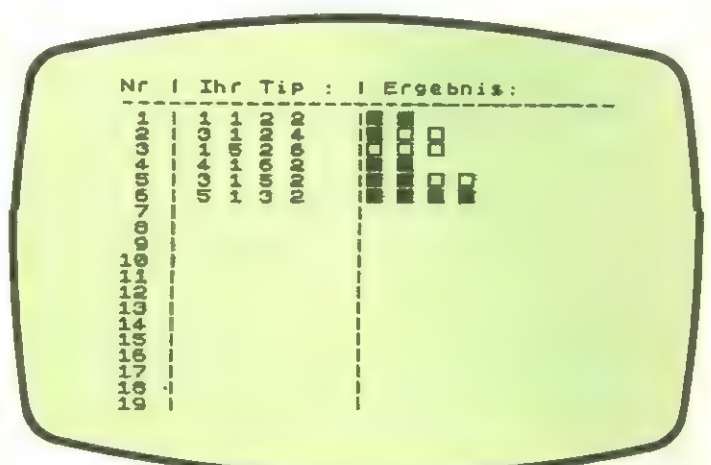 Nr | Ihr Tip : | Ergebnis:
1 | 1 1 2 2 | ■ ■
2 | 3 1 2 4 | ■ □ □
3 | 1 5 2 6 | □ □ □
4 | 4 1 6 2 | ■ ■
5 | 3 1 5 2 | ■ ■ □ □
6 | 5 1 3 2 | ■ ■ ■ ■
7 | |
8 | |
9 | |
10 | |
11 | |
12 | |
13 | |
14 | |
15 | |
16 | |
17 | |
18 | |
19 | |